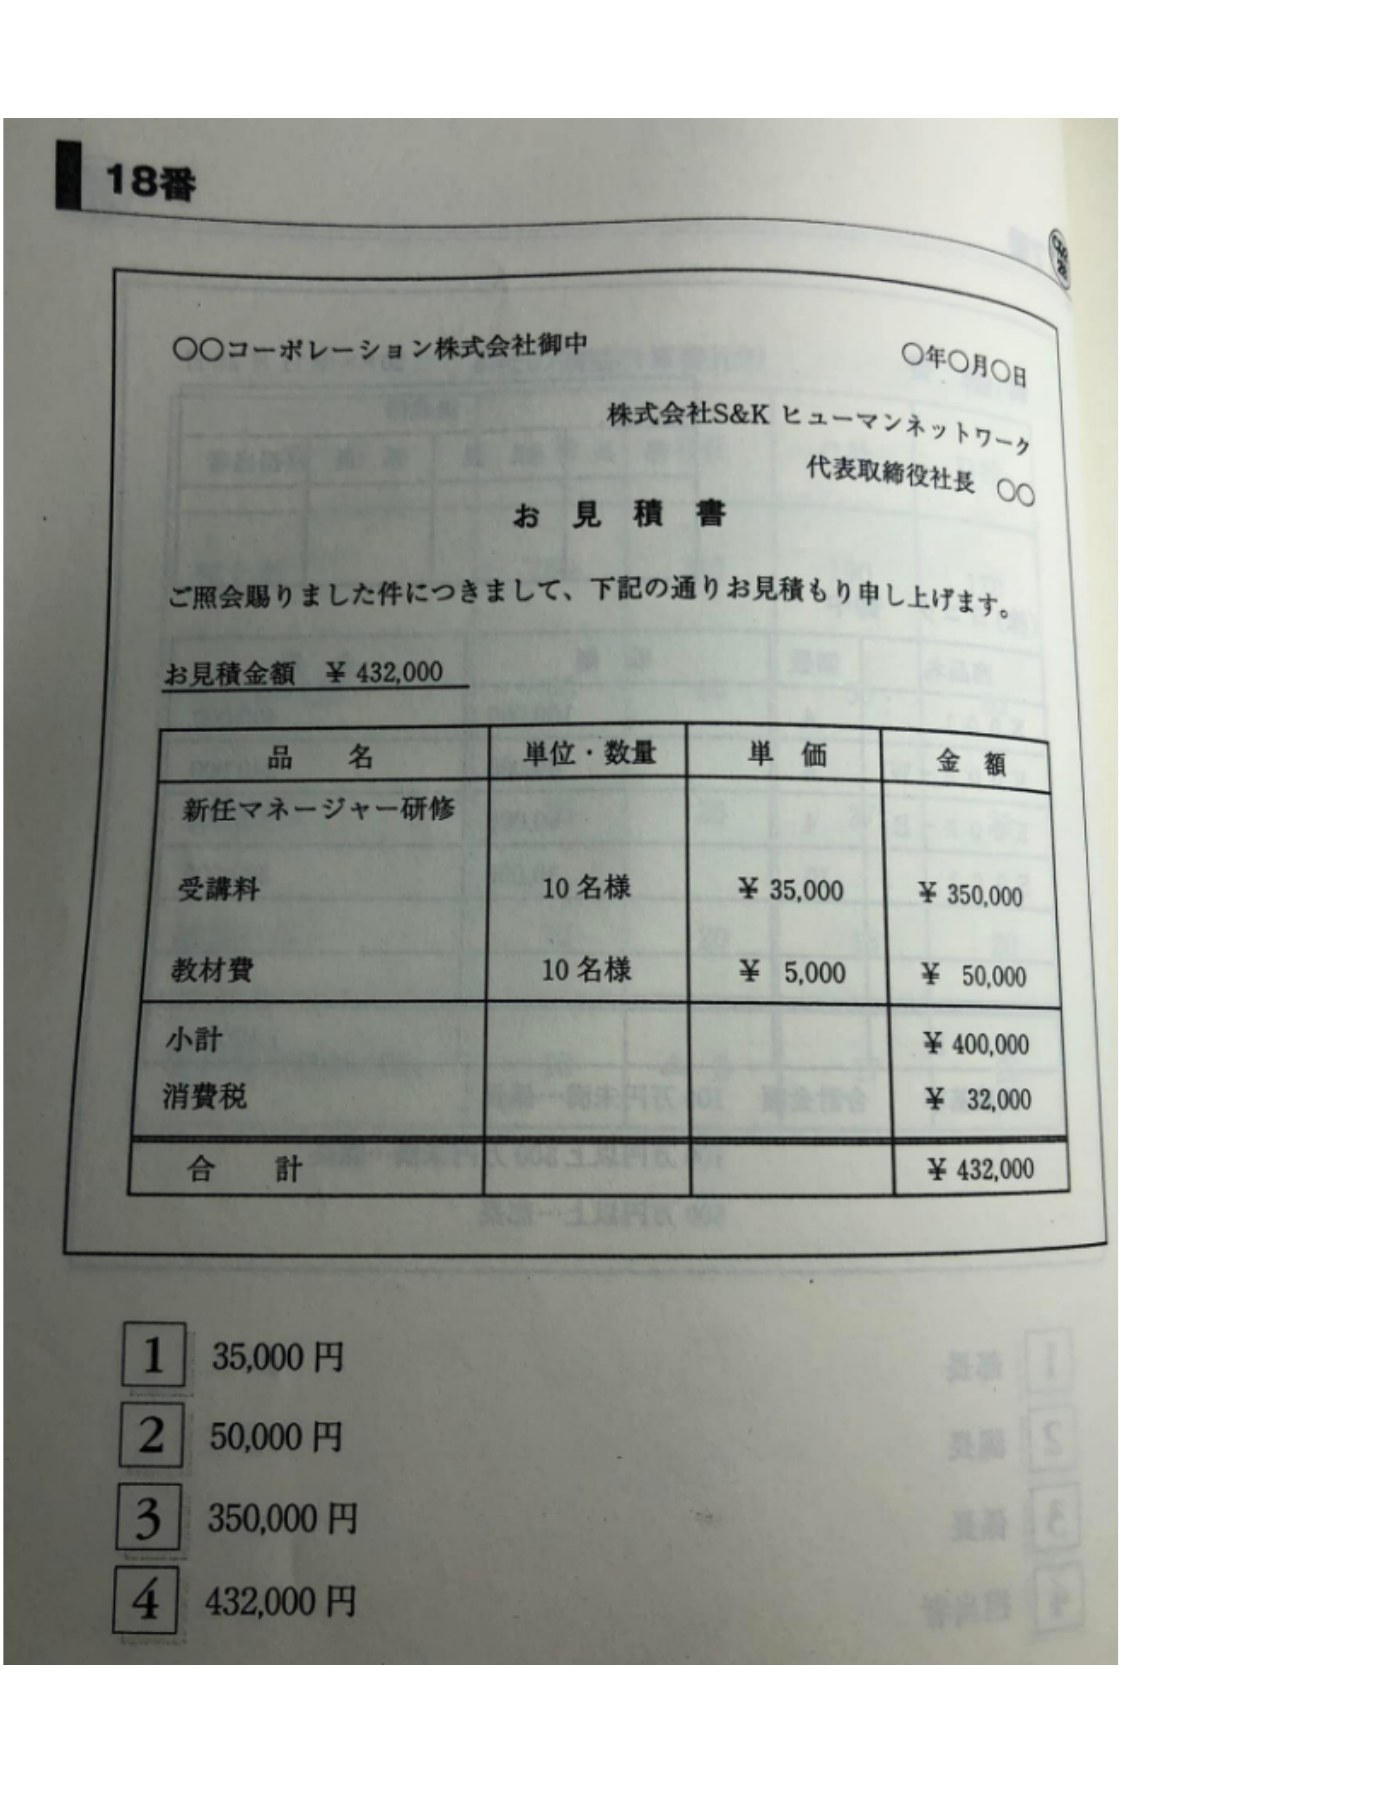 18番
〇〇コーポレーション株式会社御中
〇年〇月〇日
株式会社S&K ヒューマンネットワーク
代表取締役社長 〇〇
お見積書
ご照会賜りました件につきまして、下記の通りお見積もり申し上げます。
お見積金額 ¥ 432,000
品 名 単位・数量 単 価 金 額
新任マネージャー研修
受講料 10 名様 ¥ 35,000 ¥ 350,000
教材費 10 名様 ¥ 5,000 ¥ 50,000
小計 ¥ 400,000
消費税 ¥ 32,000
合 計 ¥ 432,000
1 35,000 円
2 50,000 円
3 350,000 円
4 432,000 円